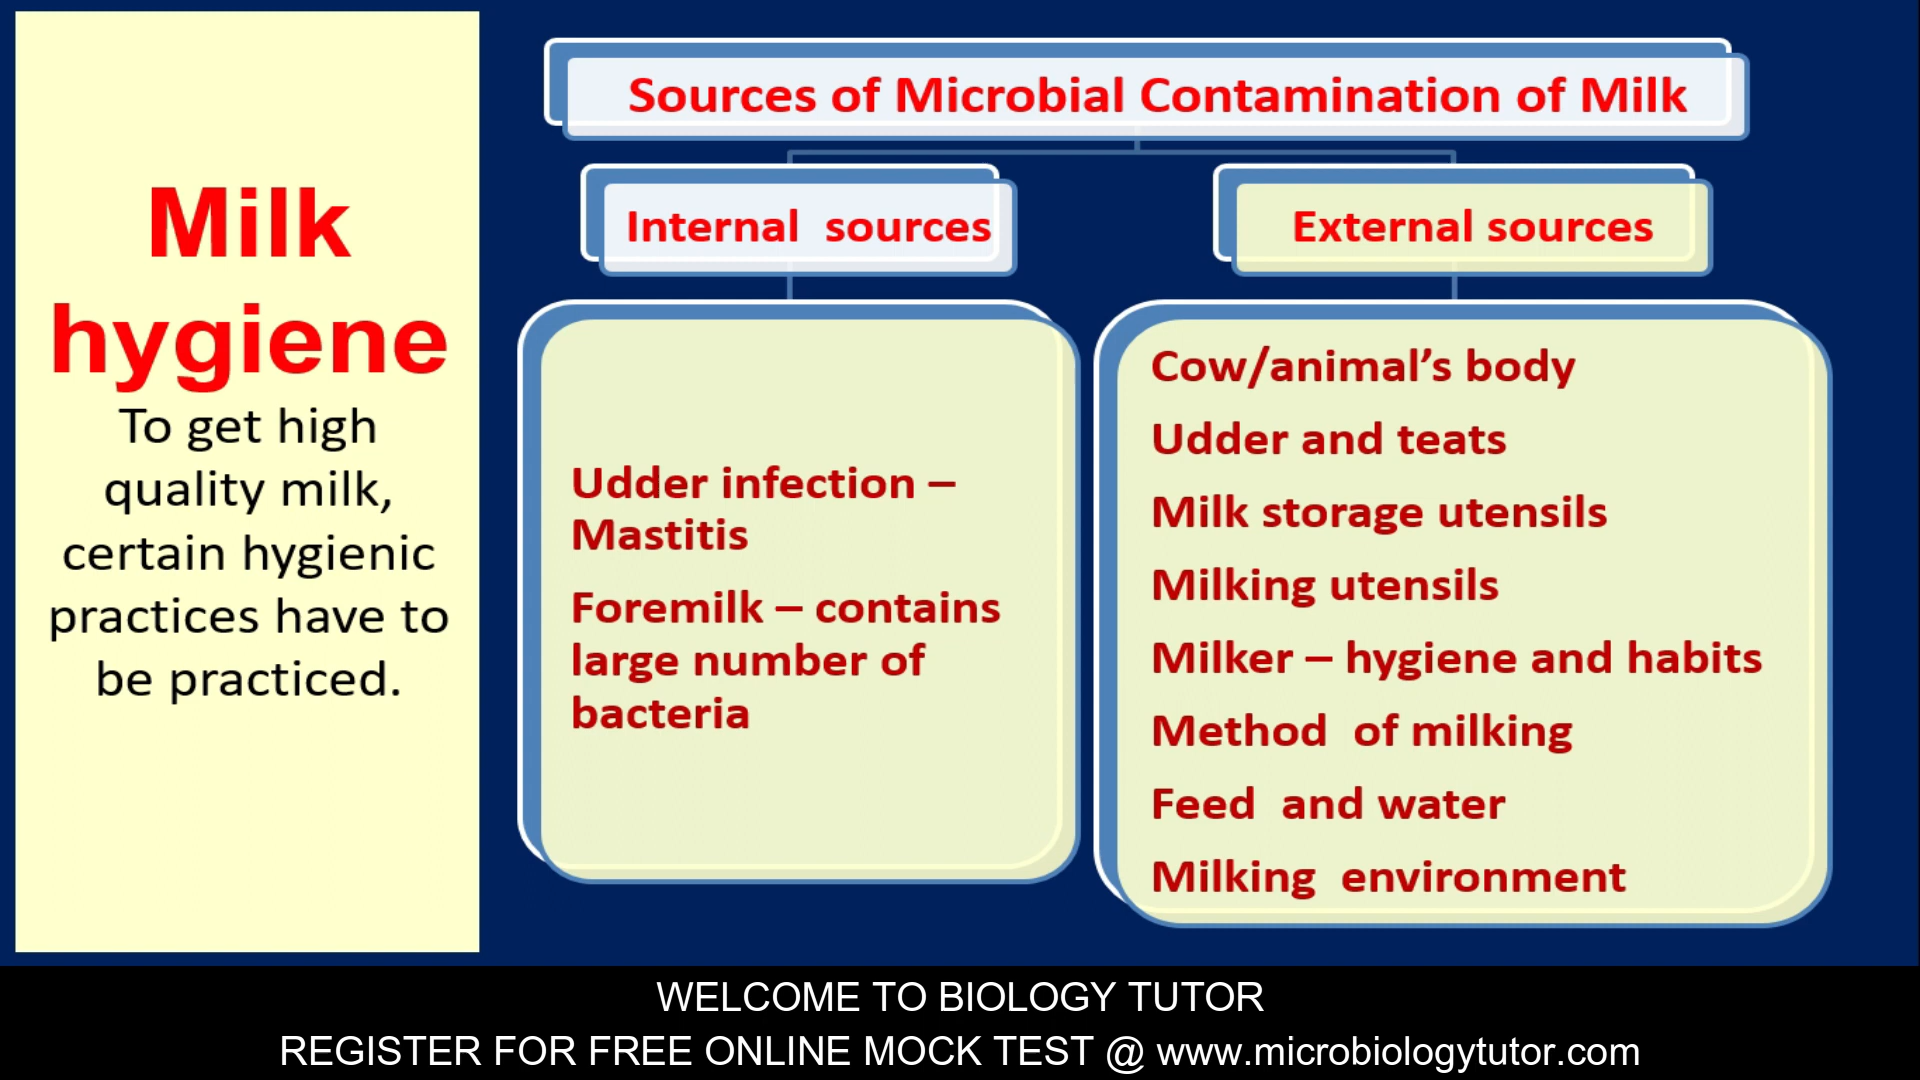 Milk
hygiene
To get high
quality milk,
certain hygienic
practices have to
be practiced.
Sources of Microbial Contamination of Milk
Internal  sources
Udder infection –
Mastitis
Foremilk – contains
large number of
bacteria
External sources
Cow/animal’s body
Udder and teats
Milk storage utensils
Milking utensils
Milker – hygiene and habits
Method  of milking
Feed  and water
Milking  environment
WELCOME TO BIOLOGY TUTOR
REGISTER FOR FREE ONLINE MOCK TEST @ www.microbiologytutor.com